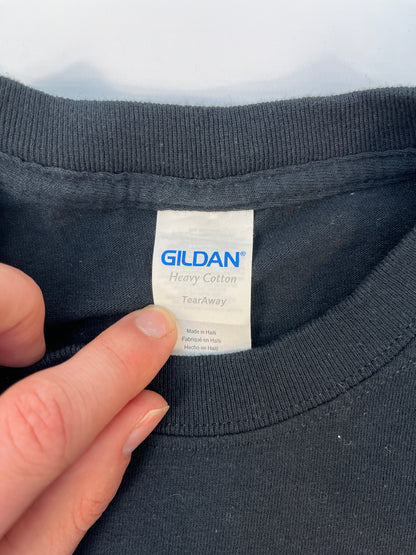 GILDAN®
Heavy Cotton
TearAway
Made in Haiti
Fabriqué en Haïti
Hecho en Haití